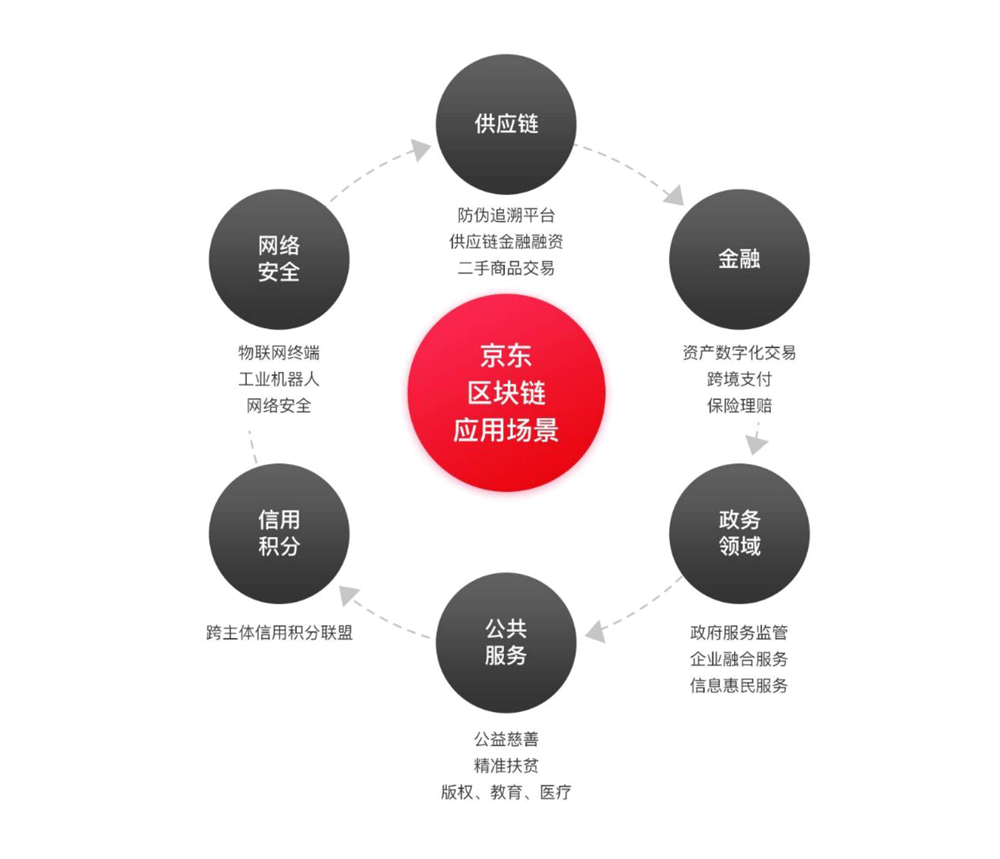 供应链
防伪追溯平台
供应链金融融资
二手商品交易
金融
资产数字化交易
跨境支付
保险理赔
政务
领域
政府服务监管
企业融合服务
信息惠民服务
公共
服务
公益慈善
精准扶贫
版权、教育、医疗
信用
积分
跨主体信用积分联盟
网络
安全
物联网终端
工业机器人
网络安全
京东
区块链
应用场景